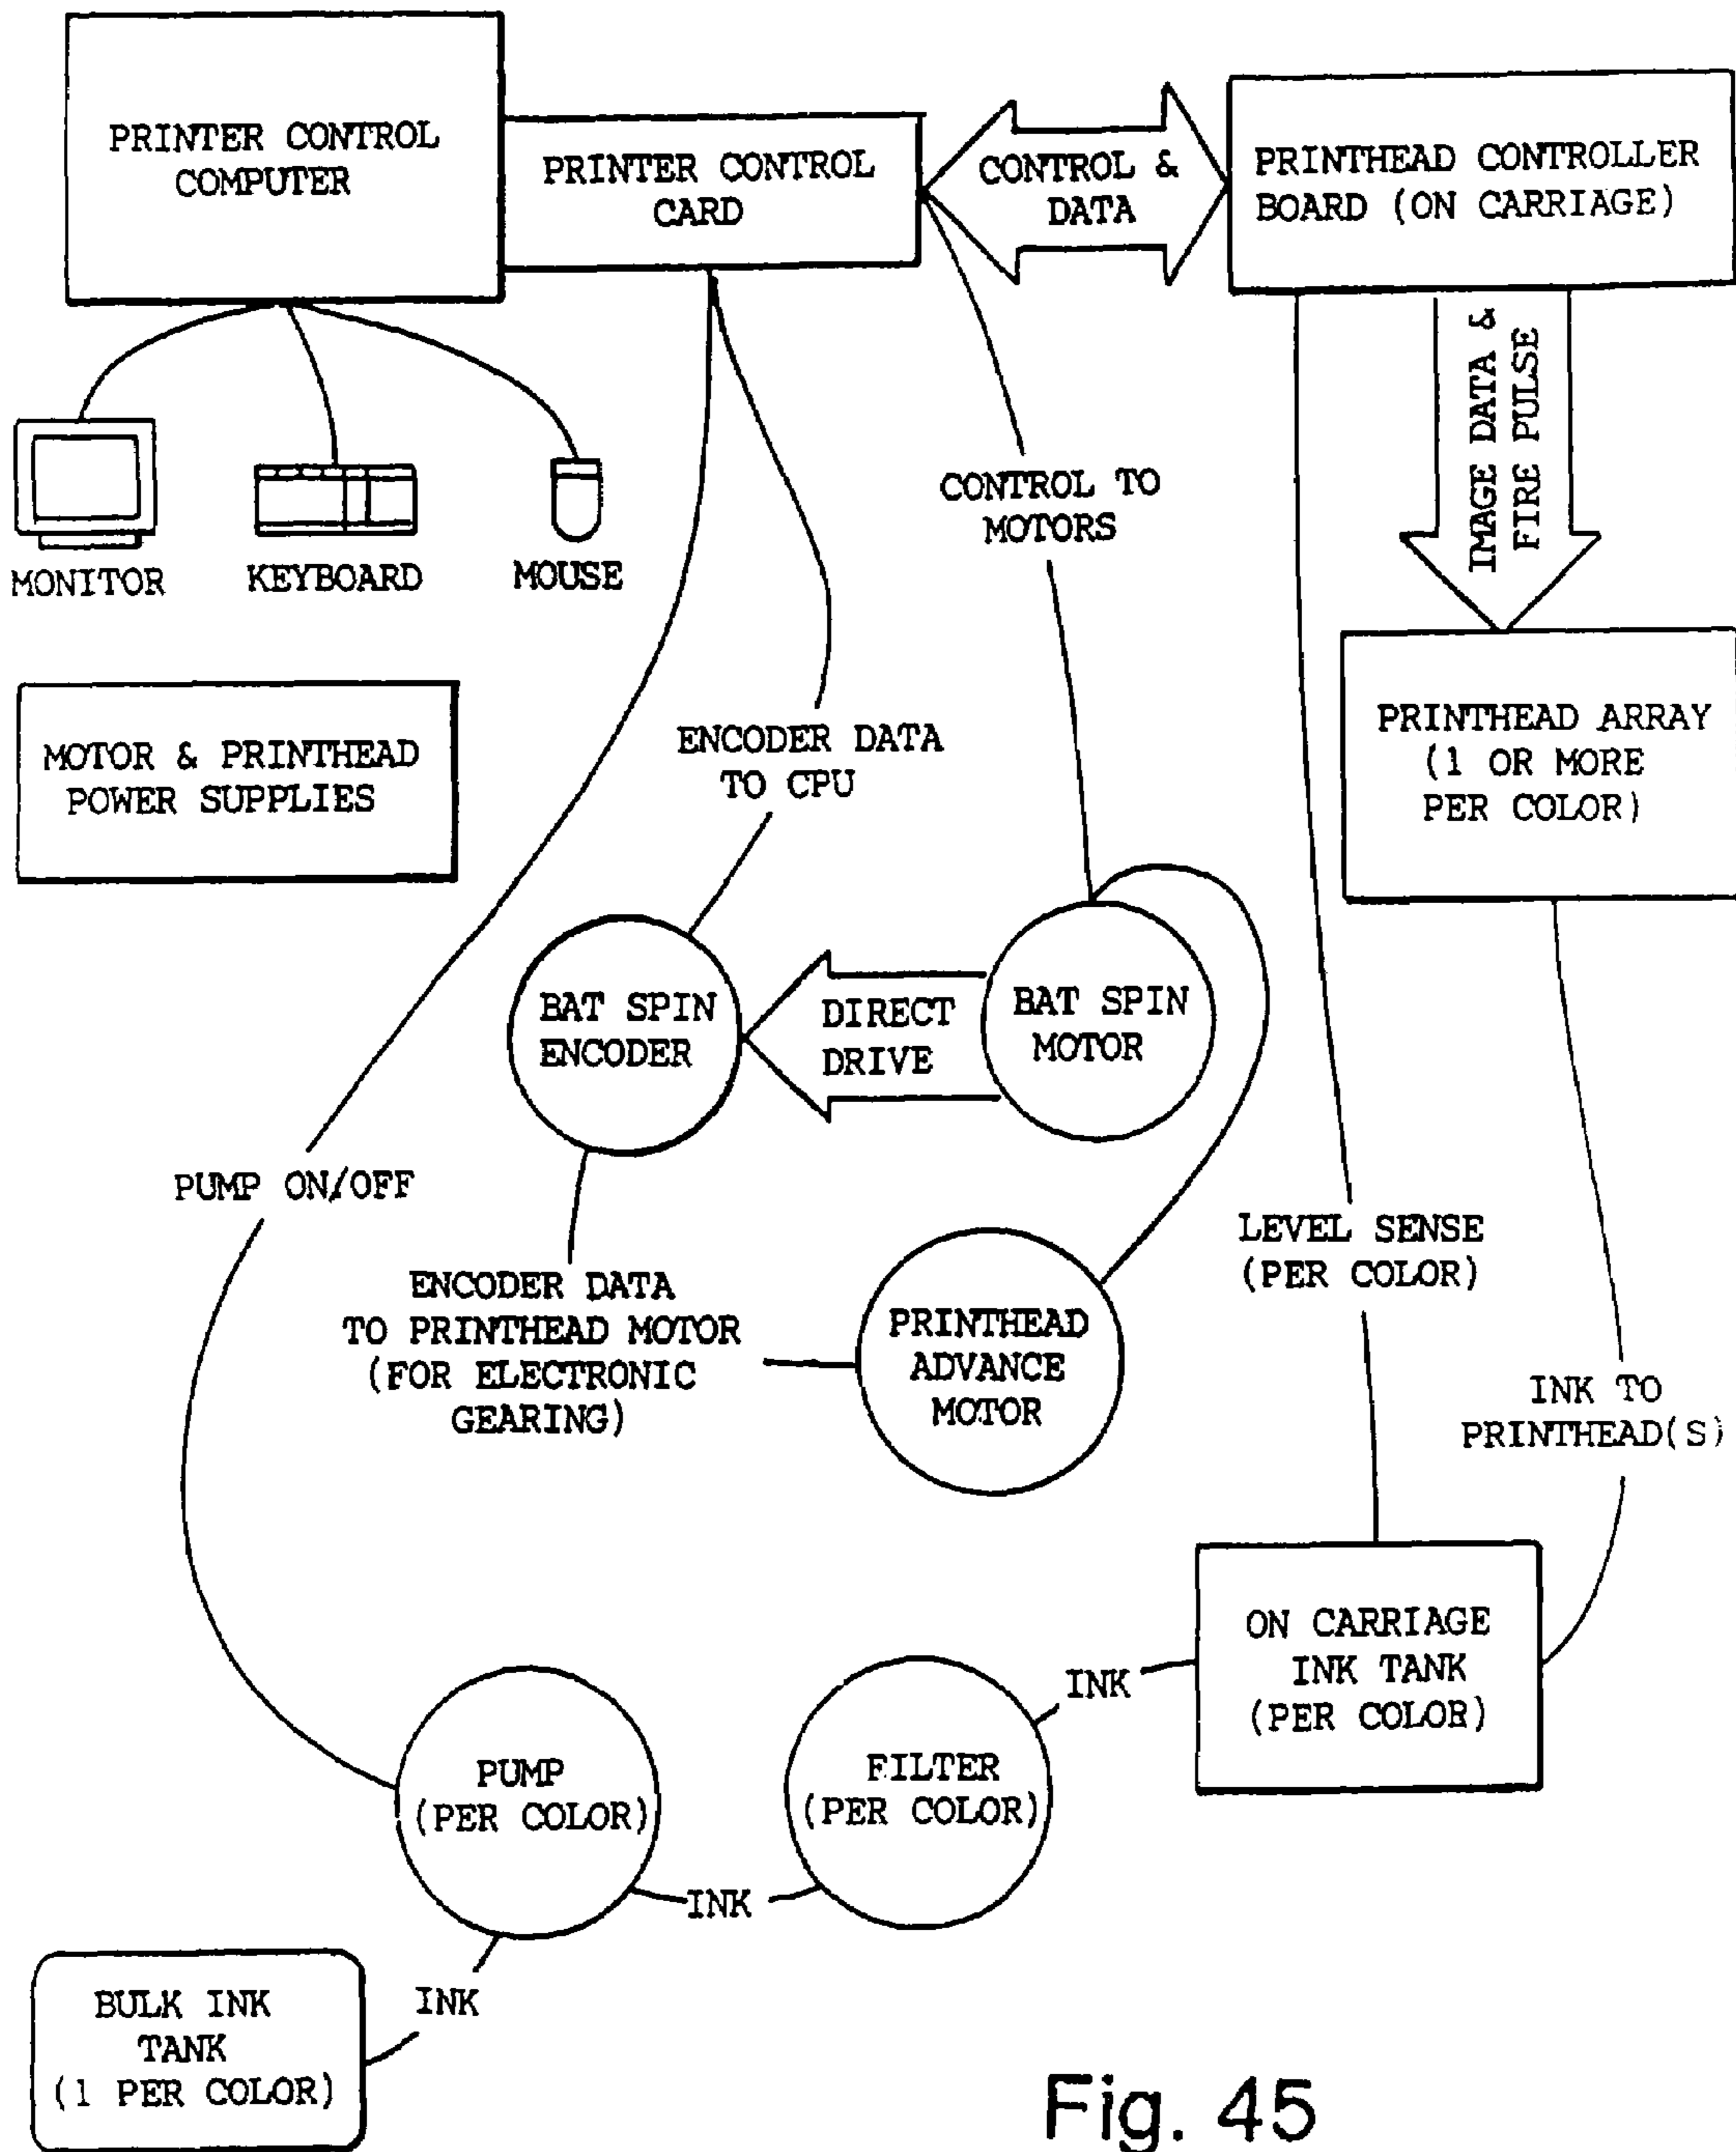 PRINTER CONTROL
COMPUTER
PRINTER CONTROL
CARD
CONTROL &
DATA
PRINTHEAD CONTROLLER
BOARD (ON CARRIAGE)
IMAGE DATA &
FIRE PULSE
MONITOR
KEYBOARD
MOUSE
CONTROL TO
MOTORS
MOTOR & PRINTHEAD
POWER SUPPLIES
ENCODER DATA
TO CPU
PRINTHEAD ARRAY
(1 OR MORE
PER COLOR)
BAT SPIN
ENCODER
DIRECT
DRIVE
BAT SPIN
MOTOR
PUMP ON/OFF
LEVEL SENSE
(PER COLOR)
ENCODER DATA
TO PRINTHEAD MOTOR
(FOR ELECTRONIC
GEARING)
PRINTHEAD
ADVANCE
MOTOR
INK TO
PRINTHEAD(S)
ON CARRIAGE
INK TANK
(PER COLOR)
INK
PUMP
(PER COLOR)
FILTER
(PER COLOR)
INK
INK
BULK INK
TANK
(1 PER COLOR)
Fig. 45